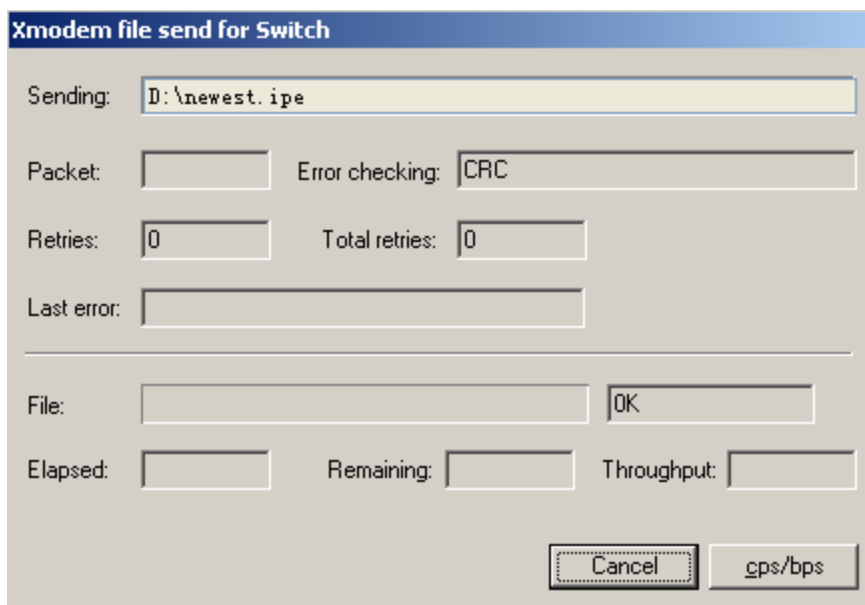 Xmodem file send for Switch
Sending: D:\newest.ipe
Packet: Error checking: CRC
Retries: 0 Total retries: 0
Last error:
File: 0K
Elapsed: Remaining: Throughput:
Cancel cps/bps